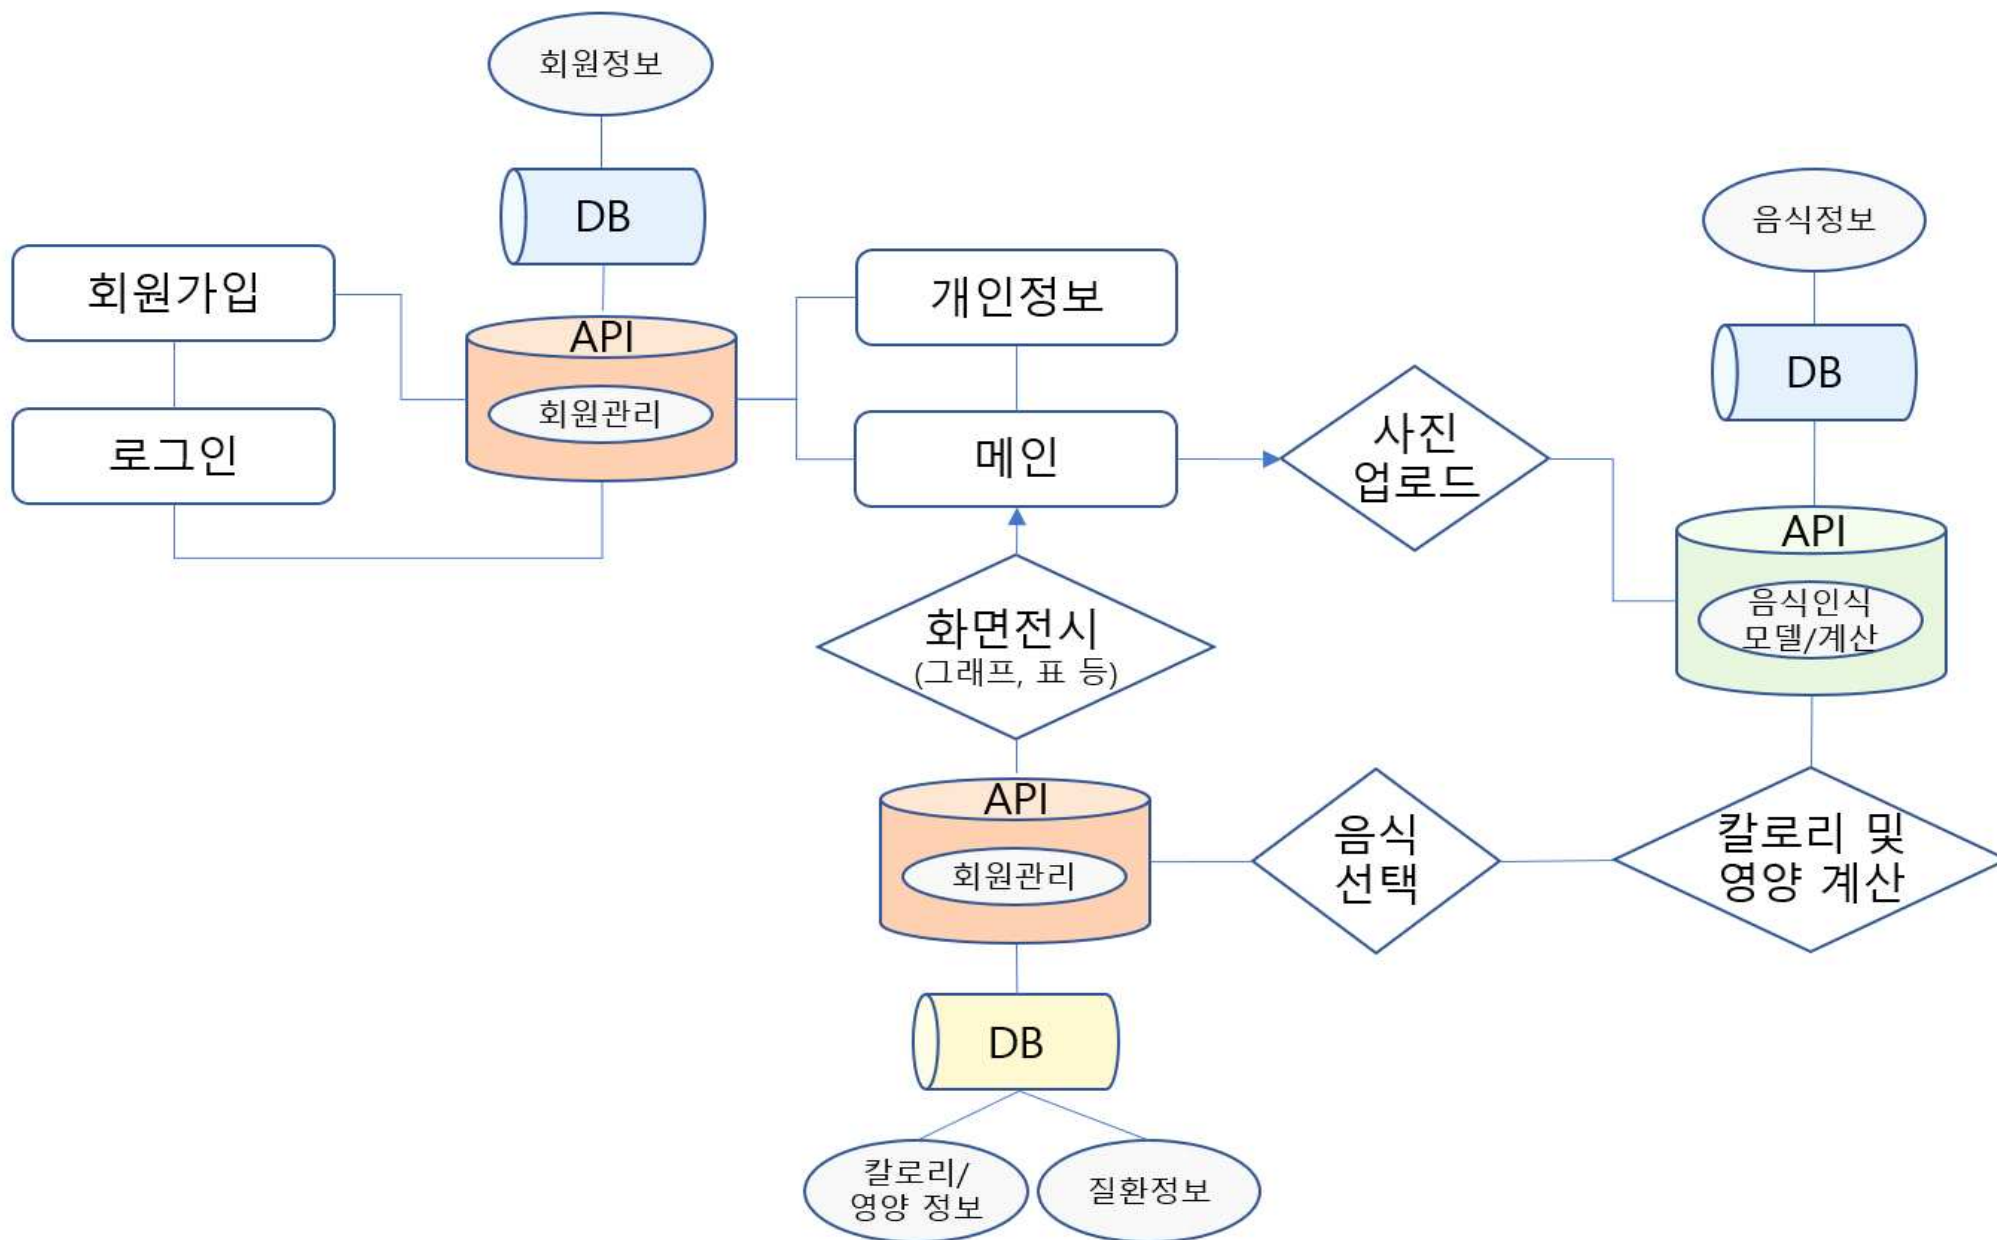 회원정보
DB
음식정보
회원가입
API
개인정보
DB
회원관리
로그인
메인
사진
업로드
API
음식인식
모델/계산
화면전시
(그래프, 표 등)
API
회원관리
음식
선택
칼로리 및
영양 계산
DB
칼로리/
영양 정보
질환정보